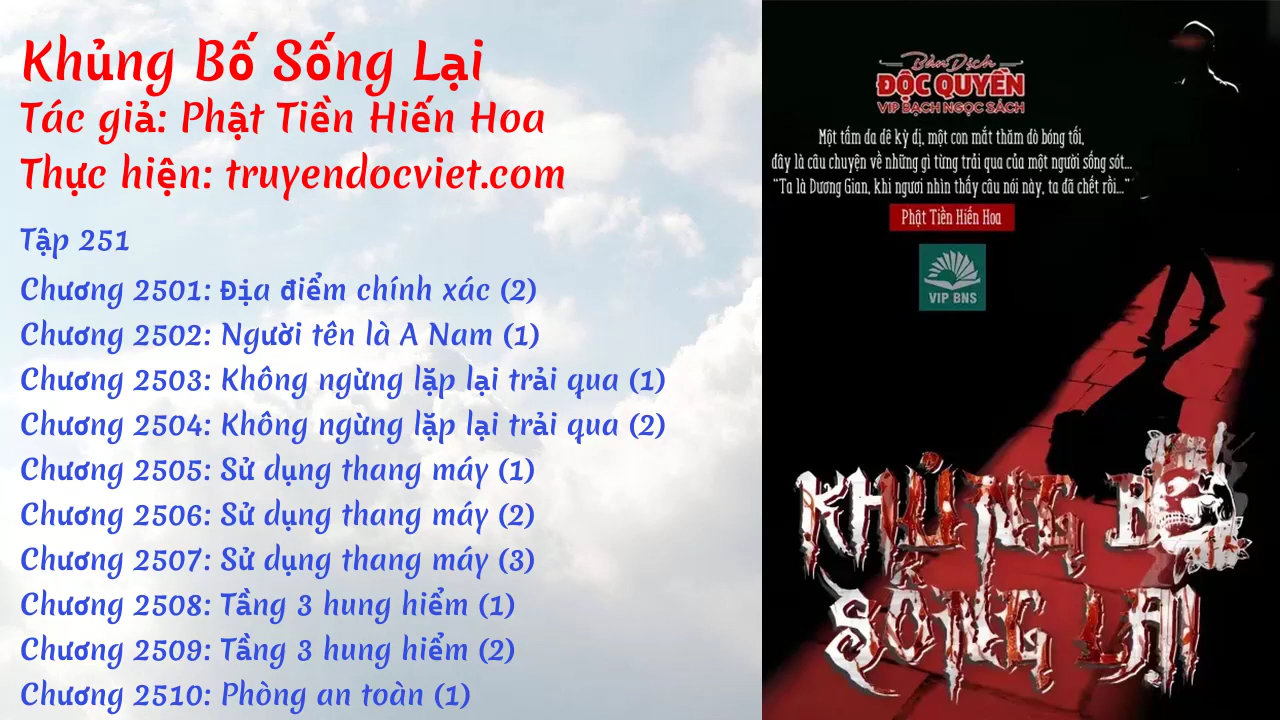 Khủng Bố Sống Lại
Tác giả: Phật Tiền Hiến Hoa
Thực hiện: truyendocviet.com
Tập 251
Chương 2501: Địa điểm chính xác (2)
Chương 2502: Người tên là A Nam (1)
Chương 2503: Không ngừng lặp lại trải qua (1)
Chương 2504: Không ngừng lặp lại trải qua (2)
Chương 2505: Sử dụng thang máy (1)
Chương 2506: Sử dụng thang máy (2)
Chương 2507: Sử dụng thang máy (3)
Chương 2508: Tầng 3 hung hiểm (1)
Chương 2509: Tầng 3 hung hiểm (2)
Chương 2510: Phòng an toàn (1)
Bản Dịch
ĐỘC QUYỀN
VIP BẠCH NGỌC SÁCH
Một tấm da dê kỳ dị, một con mắt thăm dò bóng tối,
đây là câu chuyện về những gì từng trải qua của một người sống sót...
"Ta là Dương Gian, khi ngươi nhìn thấy câu nói này, ta đã chết rồi..."
Phật Tiền Hiến Hoa
VIP BNS
KHỦNG BỐ
SỐNG LẠI